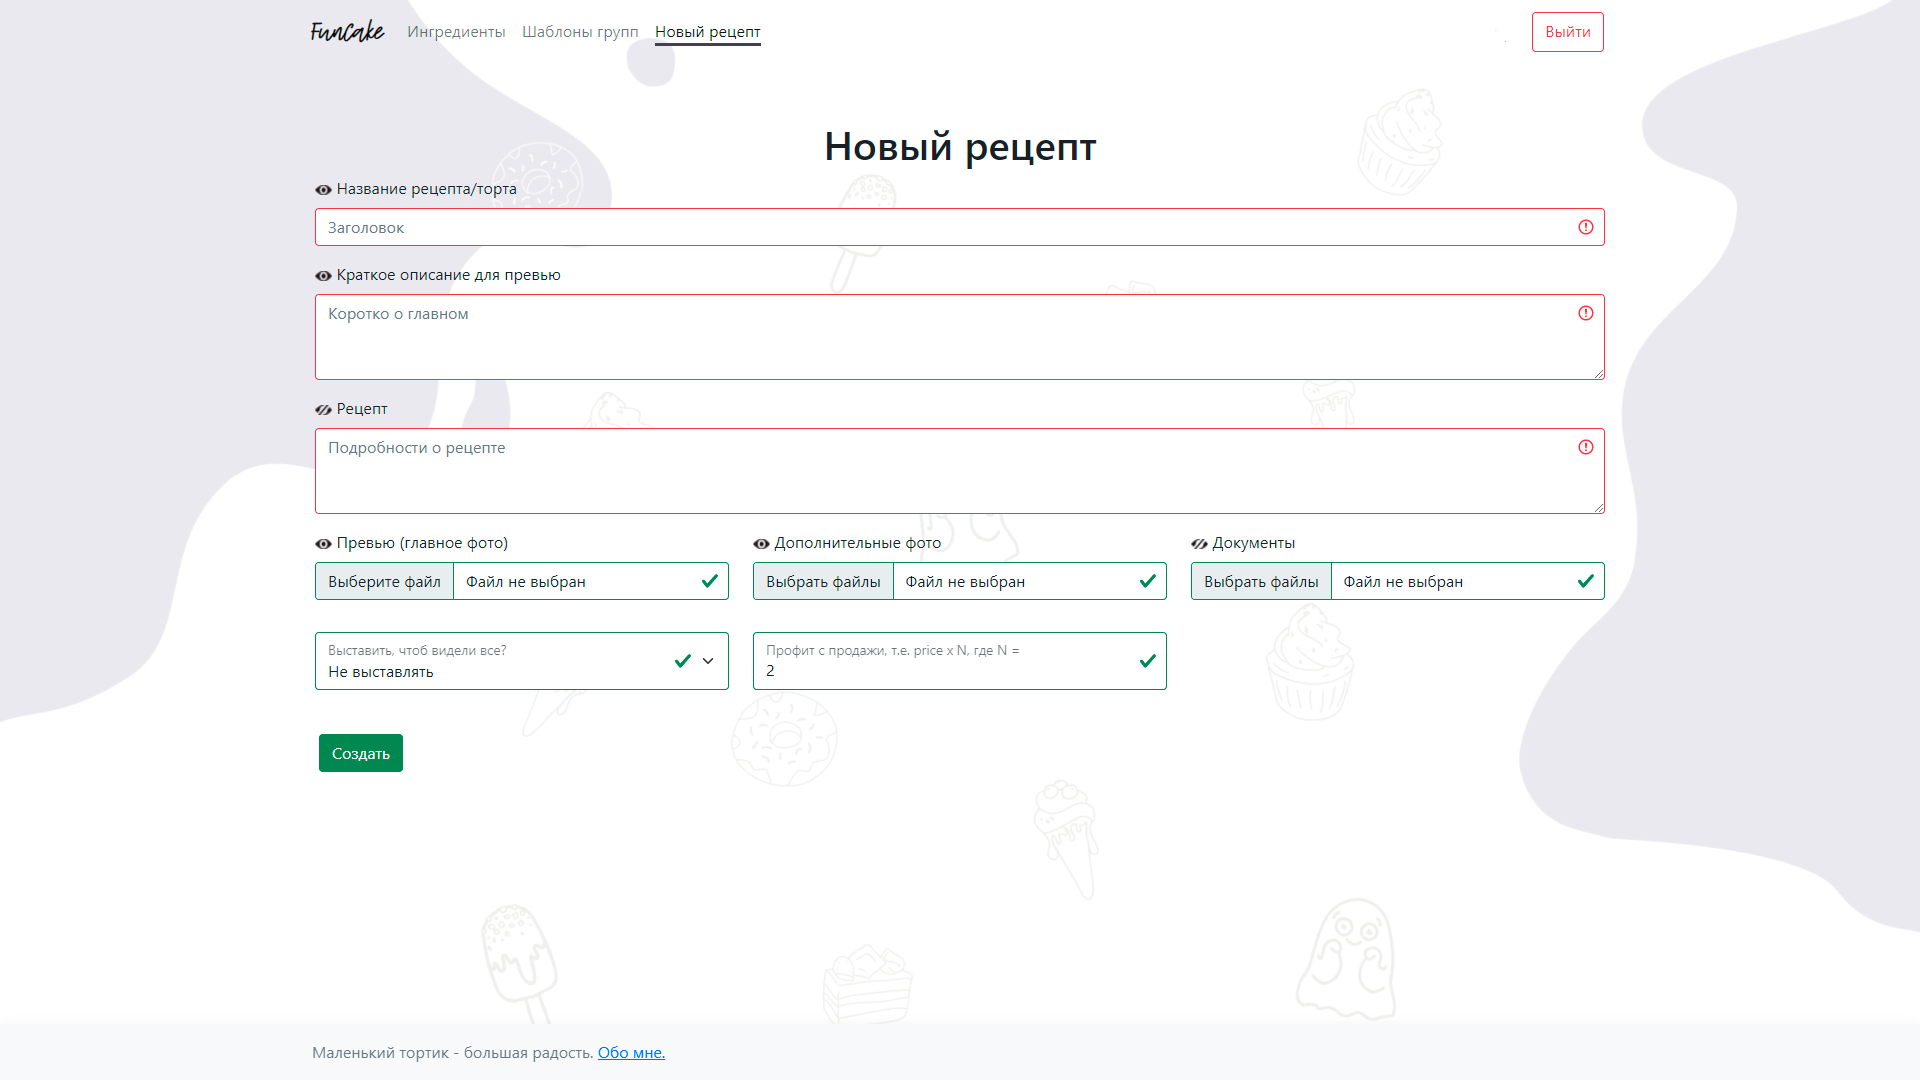 FunCake Ингредиенты Шаблоны групп Новый рецепт Выйти
Новый рецепт
Название рецепта/торта
Заголовок
Краткое описание для превью
Коротко о главном
Рецепт
Подробности о рецепте
Превью (главное фото) Дополнительные фото Документы
Выберите файл Файл не выбран Выбрать файлы Файл не выбран Выбрать файлы Файл не выбран
Выставить, чтоб видели все? Профит с продажи, т.е. price x N, где N =
Не выставлять 2
Создать
Маленький тортик - большая радость. Обо мне.